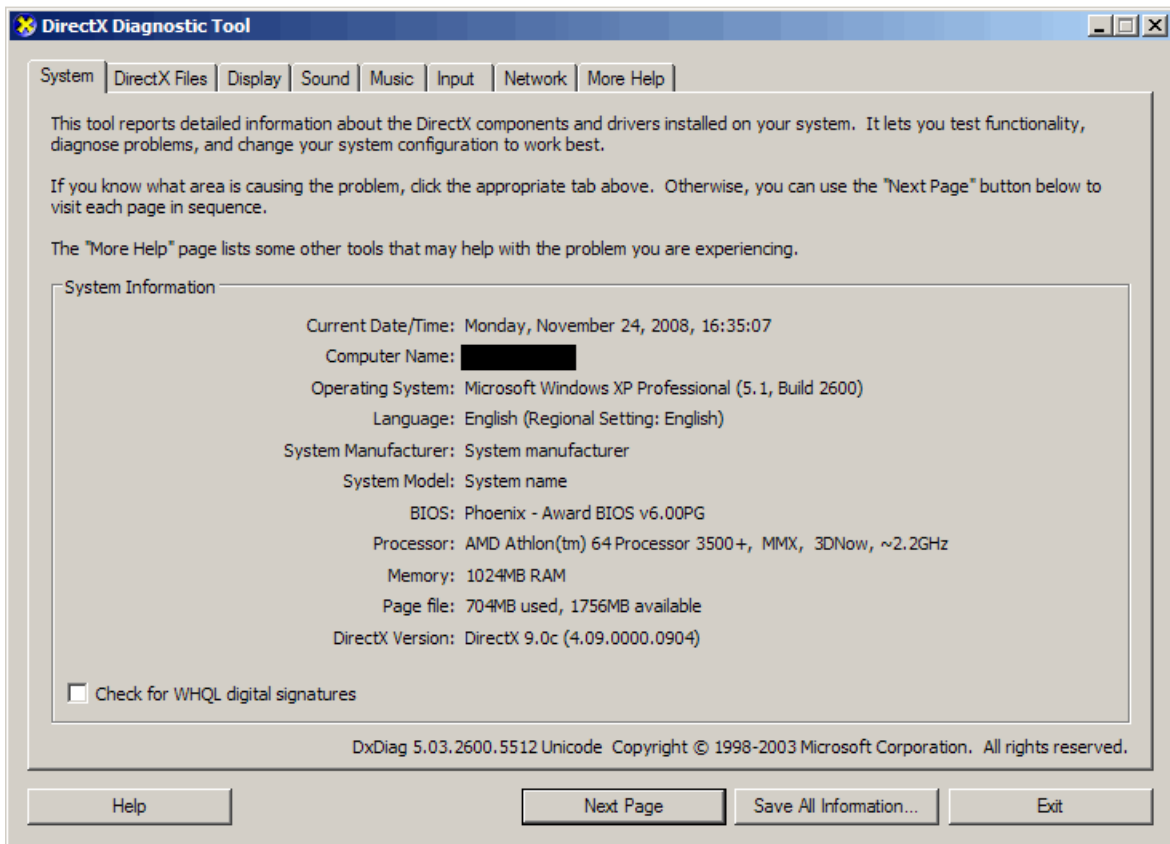 DirectX Diagnostic Tool
System DirectX Files Display Sound Music Input Network More Help
This tool reports detailed information about the DirectX components and drivers installed on your system. It lets you test functionality,
diagnose problems, and change your system configuration to work best.
If you know what area is causing the problem, click the appropriate tab above. Otherwise, you can use the "Next Page" button below to
visit each page in sequence.
The "More Help" page lists some other tools that may help with the problem you are experiencing.
System Information
Current Date/Time: Monday, November 24, 2008, 16:35:07
Computer Name:
Operating System: Microsoft Windows XP Professional (5.1, Build 2600)
Language: English (Regional Setting: English)
System Manufacturer: System manufacturer
System Model: System name
BIOS: Phoenix - Award BIOS v6.00PG
Processor: AMD Athlon(tm) 64 Processor 3500+, MMX, 3DNow, ~2.2GHz
Memory: 1024MB RAM
Page file: 704MB used, 1756MB available
DirectX Version: DirectX 9.0c (4.09.0000.0904)
Check for WHQL digital signatures
DxDiag 5.03.2600.5512 Unicode Copyright © 1998-2003 Microsoft Corporation. All rights reserved.
Help Next Page Save All Information... Exit